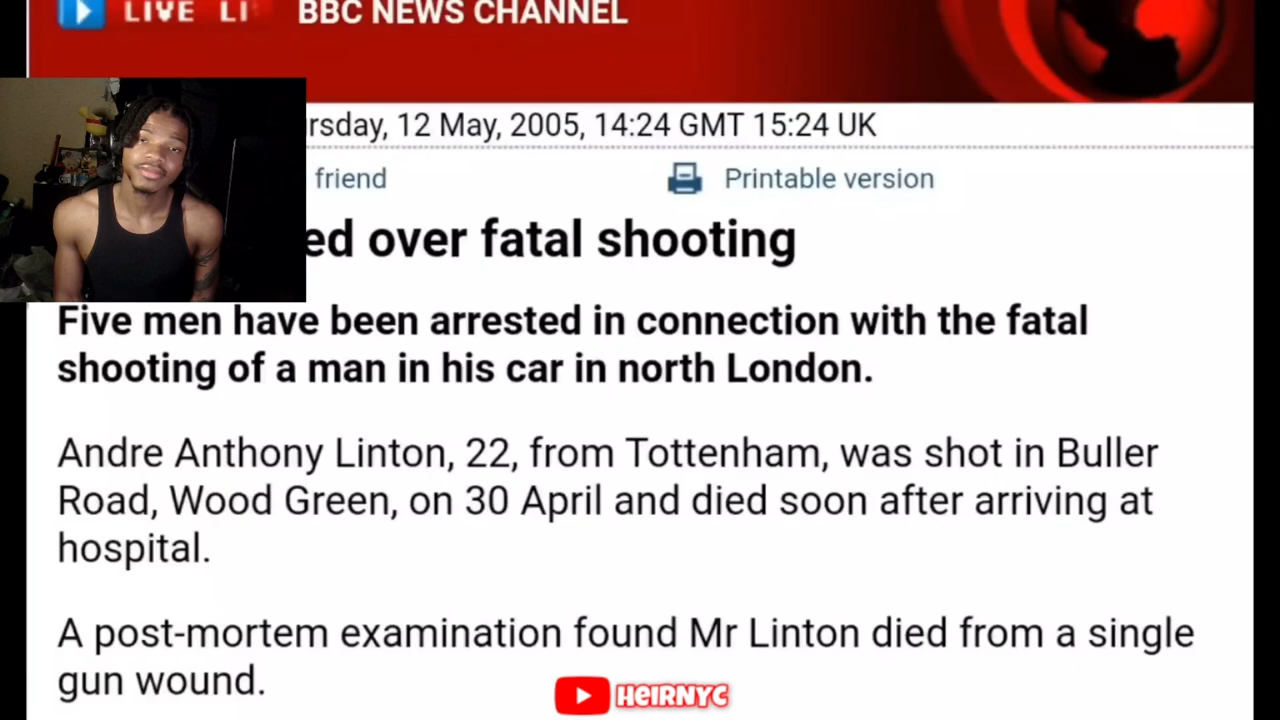 LIVE LI BBC NEWS CHANNEL
rsday, 12 May, 2005, 14:24 GMT 15:24 UK
friend Printable version
ed over fatal shooting
Five men have been arrested in connection with the fatal
shooting of a man in his car in north London.
Andre Anthony Linton, 22, from Tottenham, was shot in Buller
Road, Wood Green, on 30 April and died soon after arriving at
hospital.
A post-mortem examination found Mr Linton died from a single
gun wound.
HEIRNYC